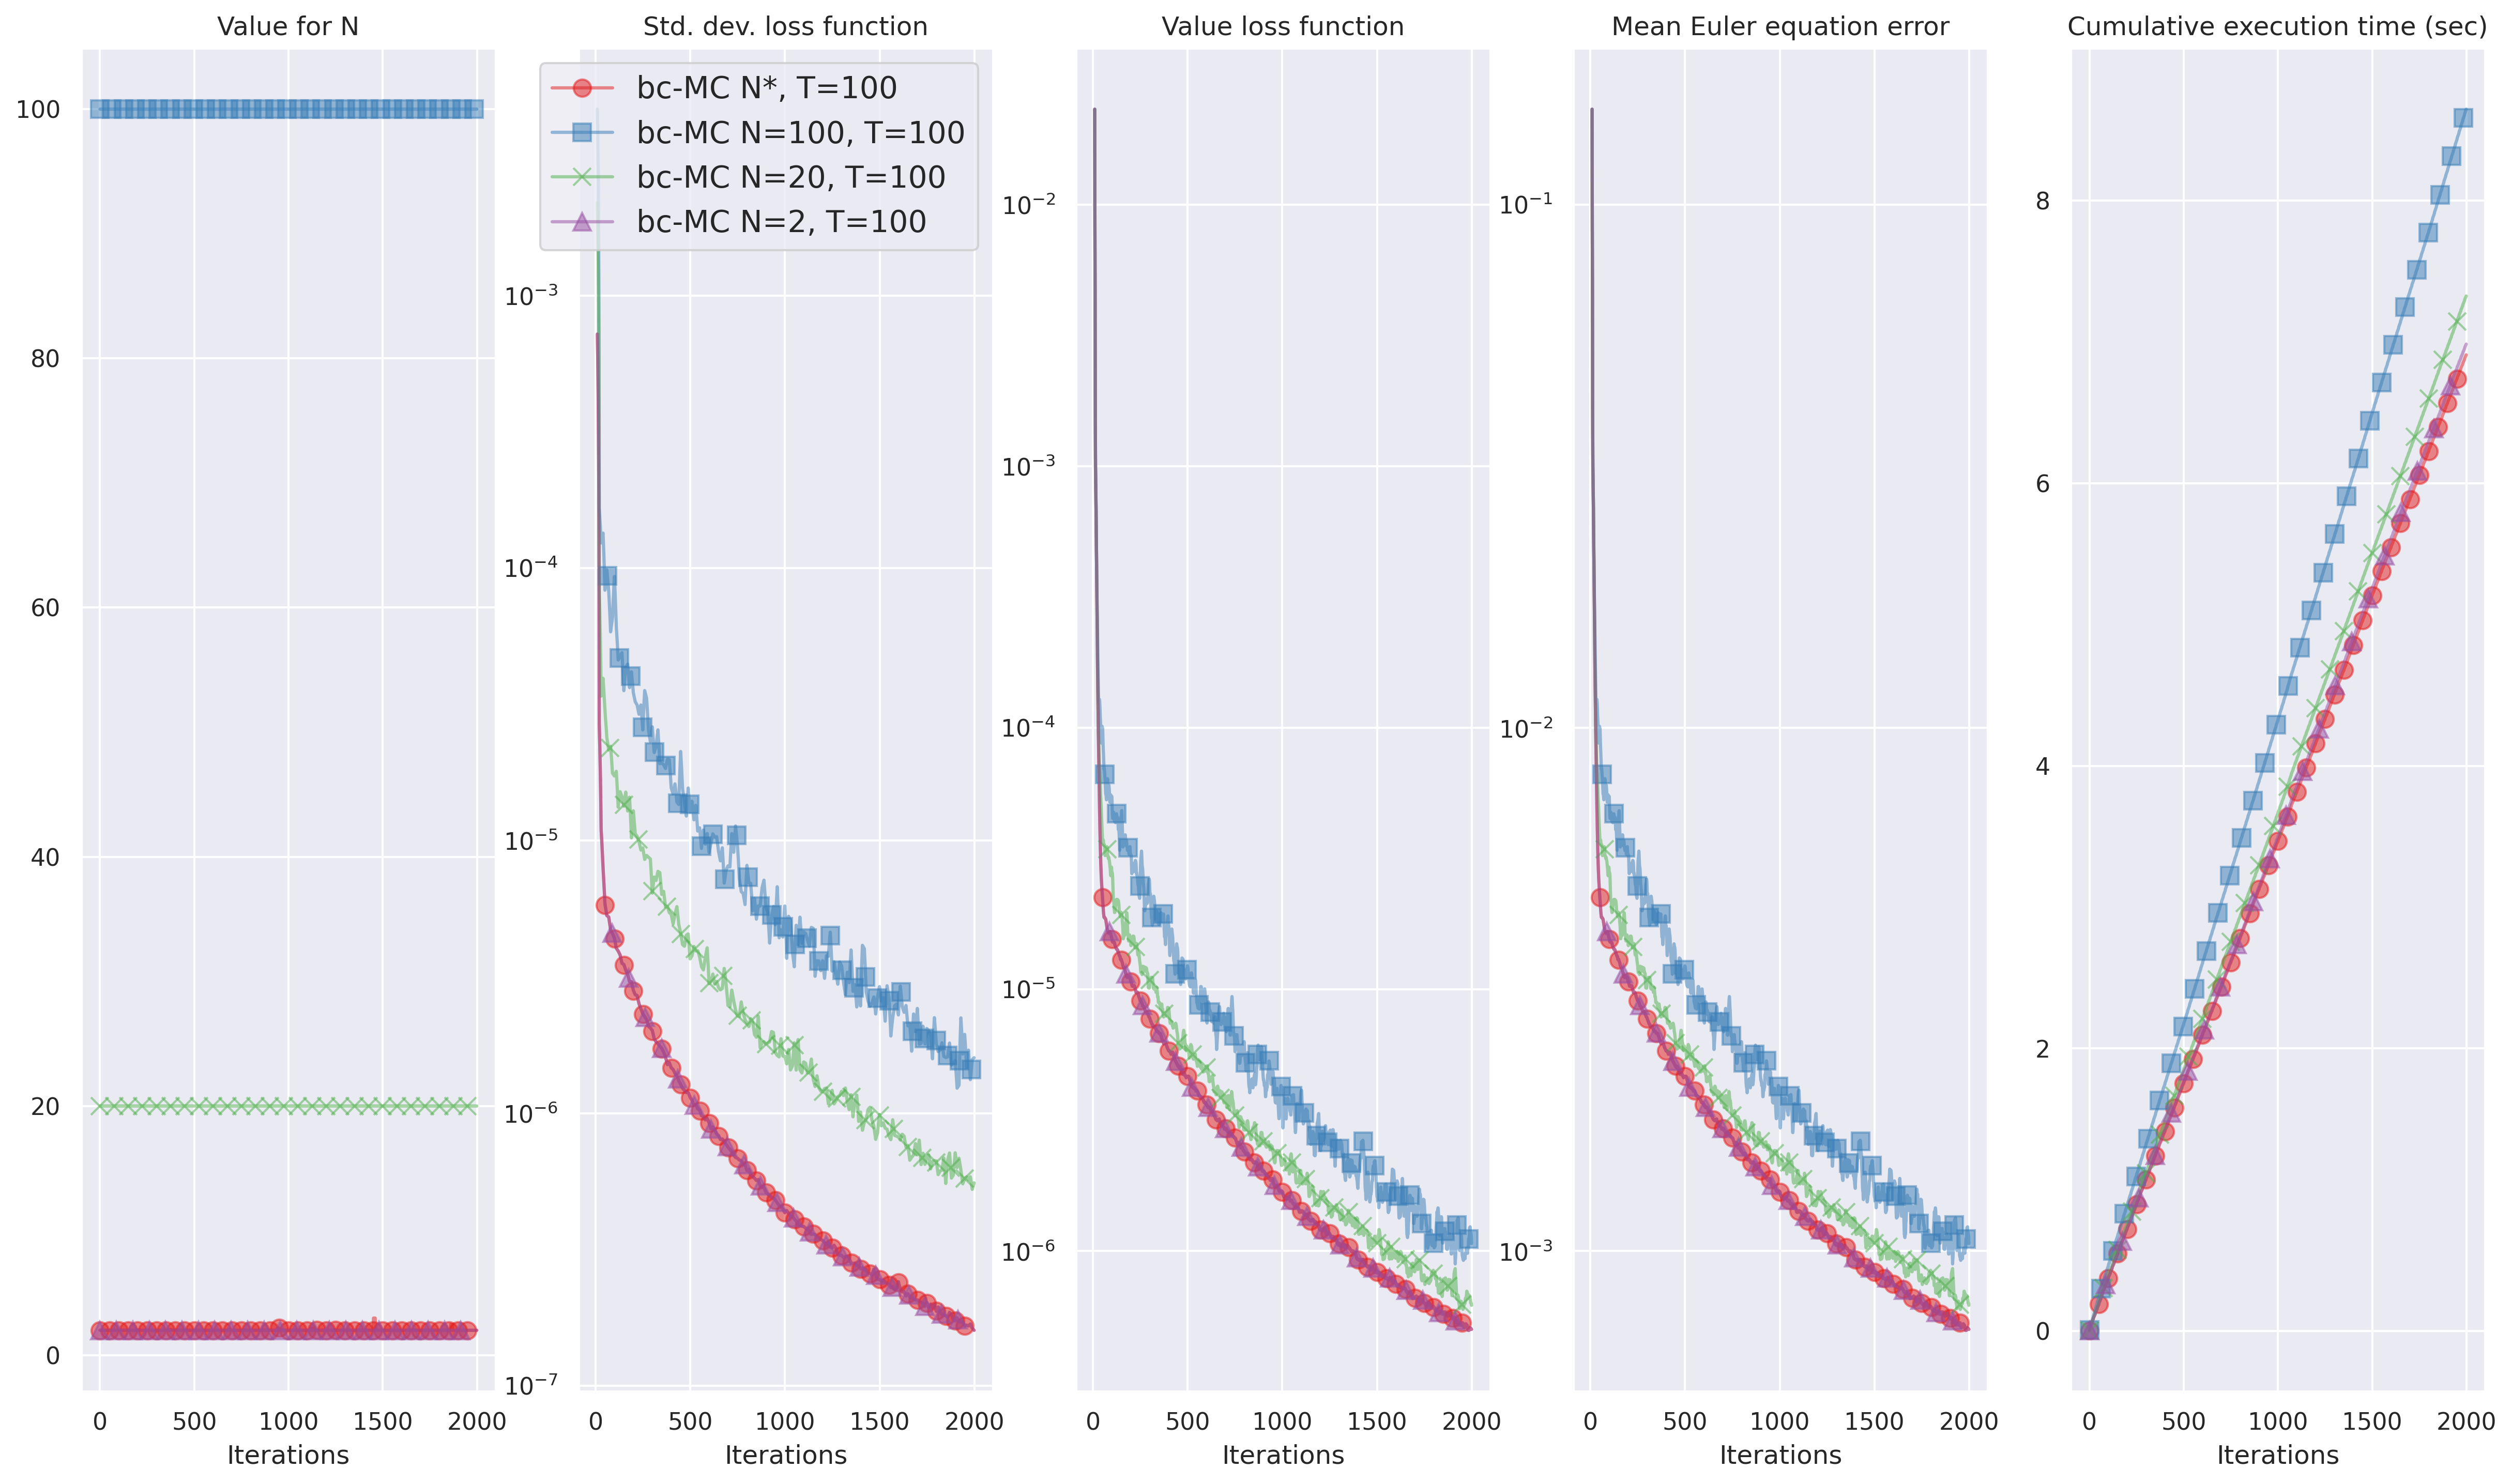 Value for N
Std. dev. loss function
Value loss function
Mean Euler equation error
Cumulative execution time (sec)
bc-MC N*, T=100
bc-MC N=100, T=100
bc-MC N=20, T=100
bc-MC N=2, T=100
100
80
60
40
20
0
10⁻³
10⁻⁴
10⁻⁵
10⁻⁶
10⁻⁷
10⁻²
10⁻³
10⁻⁴
10⁻⁵
10⁻⁶
10⁻¹
10⁻²
10⁻³
8
6
4
2
0
0 500 1000 1500 2000
0 500 1000 1500 2000
0 500 1000 1500 2000
0 500 1000 1500 2000
0 500 1000 1500 2000
Iterations
Iterations
Iterations
Iterations
Iterations